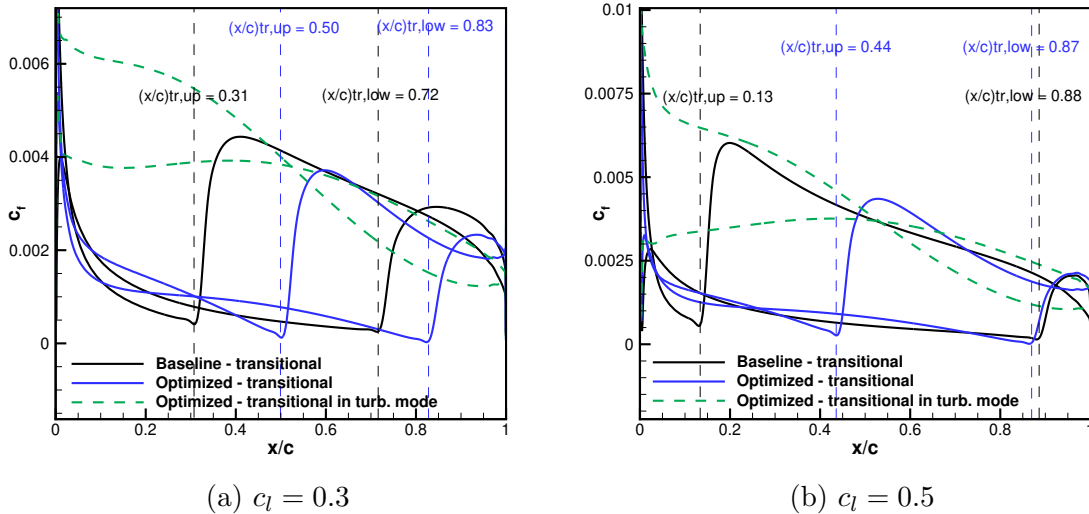 (x/c)tr,up = 0.50
(x/c)tr,low = 0.83
(x/c)tr,up = 0.31
(x/c)tr,low = 0.72
0.006
0.004
0.002
0
c_f
Baseline - transitional
Optimized - transitional
Optimized - transitional in turb. mode
0 0.2 0.4 0.6 0.8 1
x/c
(a) c_l = 0.3
0.01
(x/c)tr,up = 0.44
(x/c)tr,low = 0.87
(x/c)tr,up = 0.13
(x/c)tr,low = 0.88
0.0075
0.005
0.0025
0
c_f
Baseline - transitional
Optimized - transitional
Optimized - transitional in turb. mode
0 0.2 0.4 0.6 0.8 1
x/c
(b) c_l = 0.5